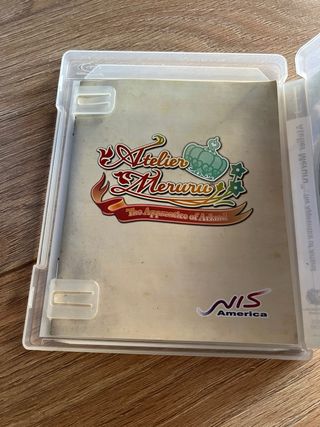 Atelier
Meruru
The Apprentice of Arland
NIS
America